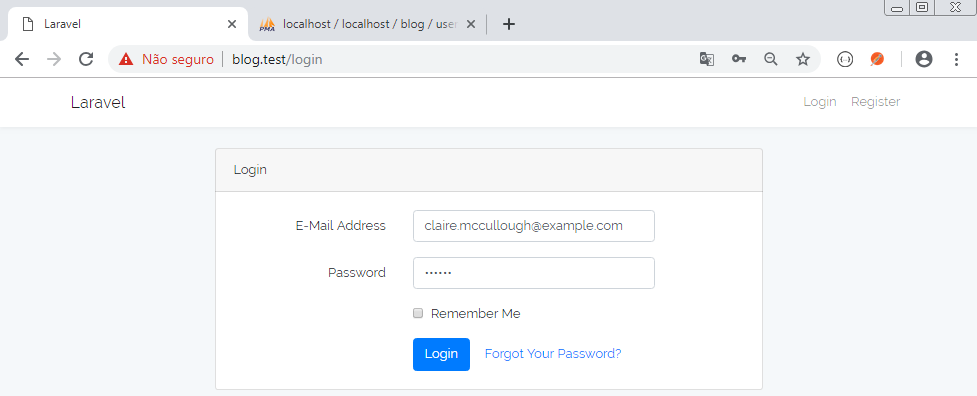 Laravel
localhost / localhost / blog / user
Não seguro
blog.test/login
Laravel
Login
Register
Login
E-Mail Address
claire.mccullough@example.com
Password
••••••
Remember Me
Login
Forgot Your Password?